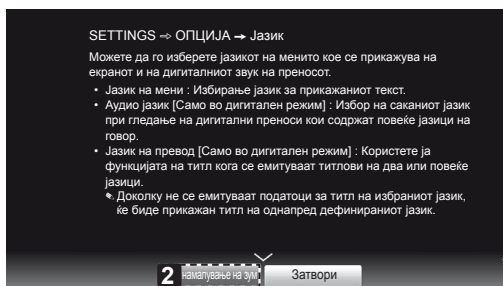 SETTINGS ⇨ ОПЦИЈА → Јазик
Можете да го изберете јазикот на менито кое се прикажува на
екранот и на дигиталниот звук на преносот.
• Јазик на мени : Избирање јазик за прикажаниот текст.
• Аудио јазик [Само во дигитален режим] : Избор на саканиот јазик
при гледање на дигитални преноси кои содржат повеќе јазици на
говор.
• Јазик на превод [Само во дигитален режим] : Користете ја
функцијата на титл кога се емитуваат титлови на два или повеќе
јазици.
✎ Доколку не се емитуваат податоци за титл на избраниот јазик,
ќе биде прикажан титл на однапред дефинираниот јазик.
2 намалување на зум Затвори